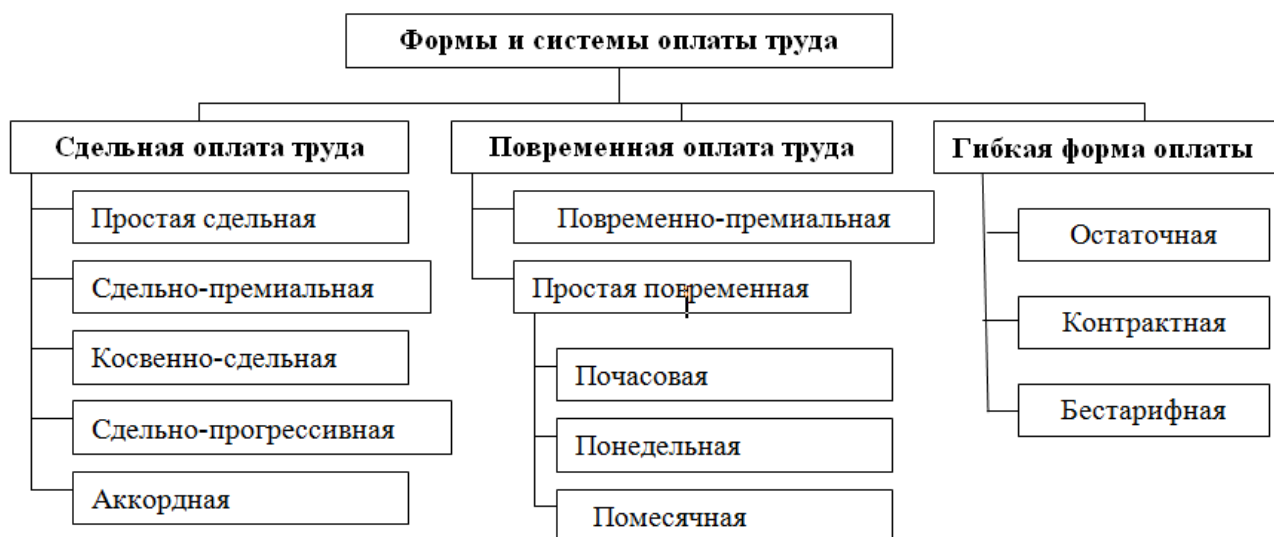 Формы и системы оплаты труда
Сдельная оплата труда
Простая сдельная
Сдельно-премиальная
Косвенно-сдельная
Сдельно-прогрессивная
Аккордная
Повременная оплата труда
Повременно-премиальная
Простая повременная
Почасовая
Понедельная
Помесячная
Гибкая форма оплаты
Остаточная
Контрактная
Бестарифная